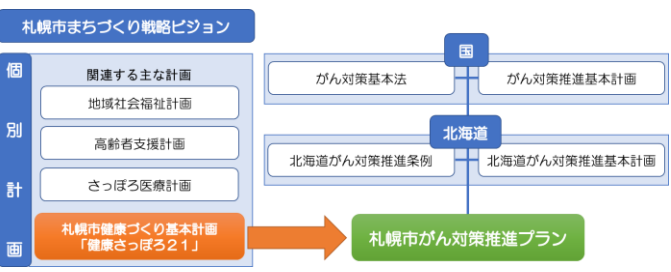 札幌市まちづくり戦略ビジョン
個別計画
関連する主な計画
地域社会福祉計画
高齢者支援計画
さっぽろ医療計画
札幌市健康づくり基本計画
「健康さっぽろ２１」
国
がん対策基本法
がん対策推進基本計画
北海道
北海道がん対策推進条例
北海道がん対策推進基本計画
札幌市がん対策推進プラン